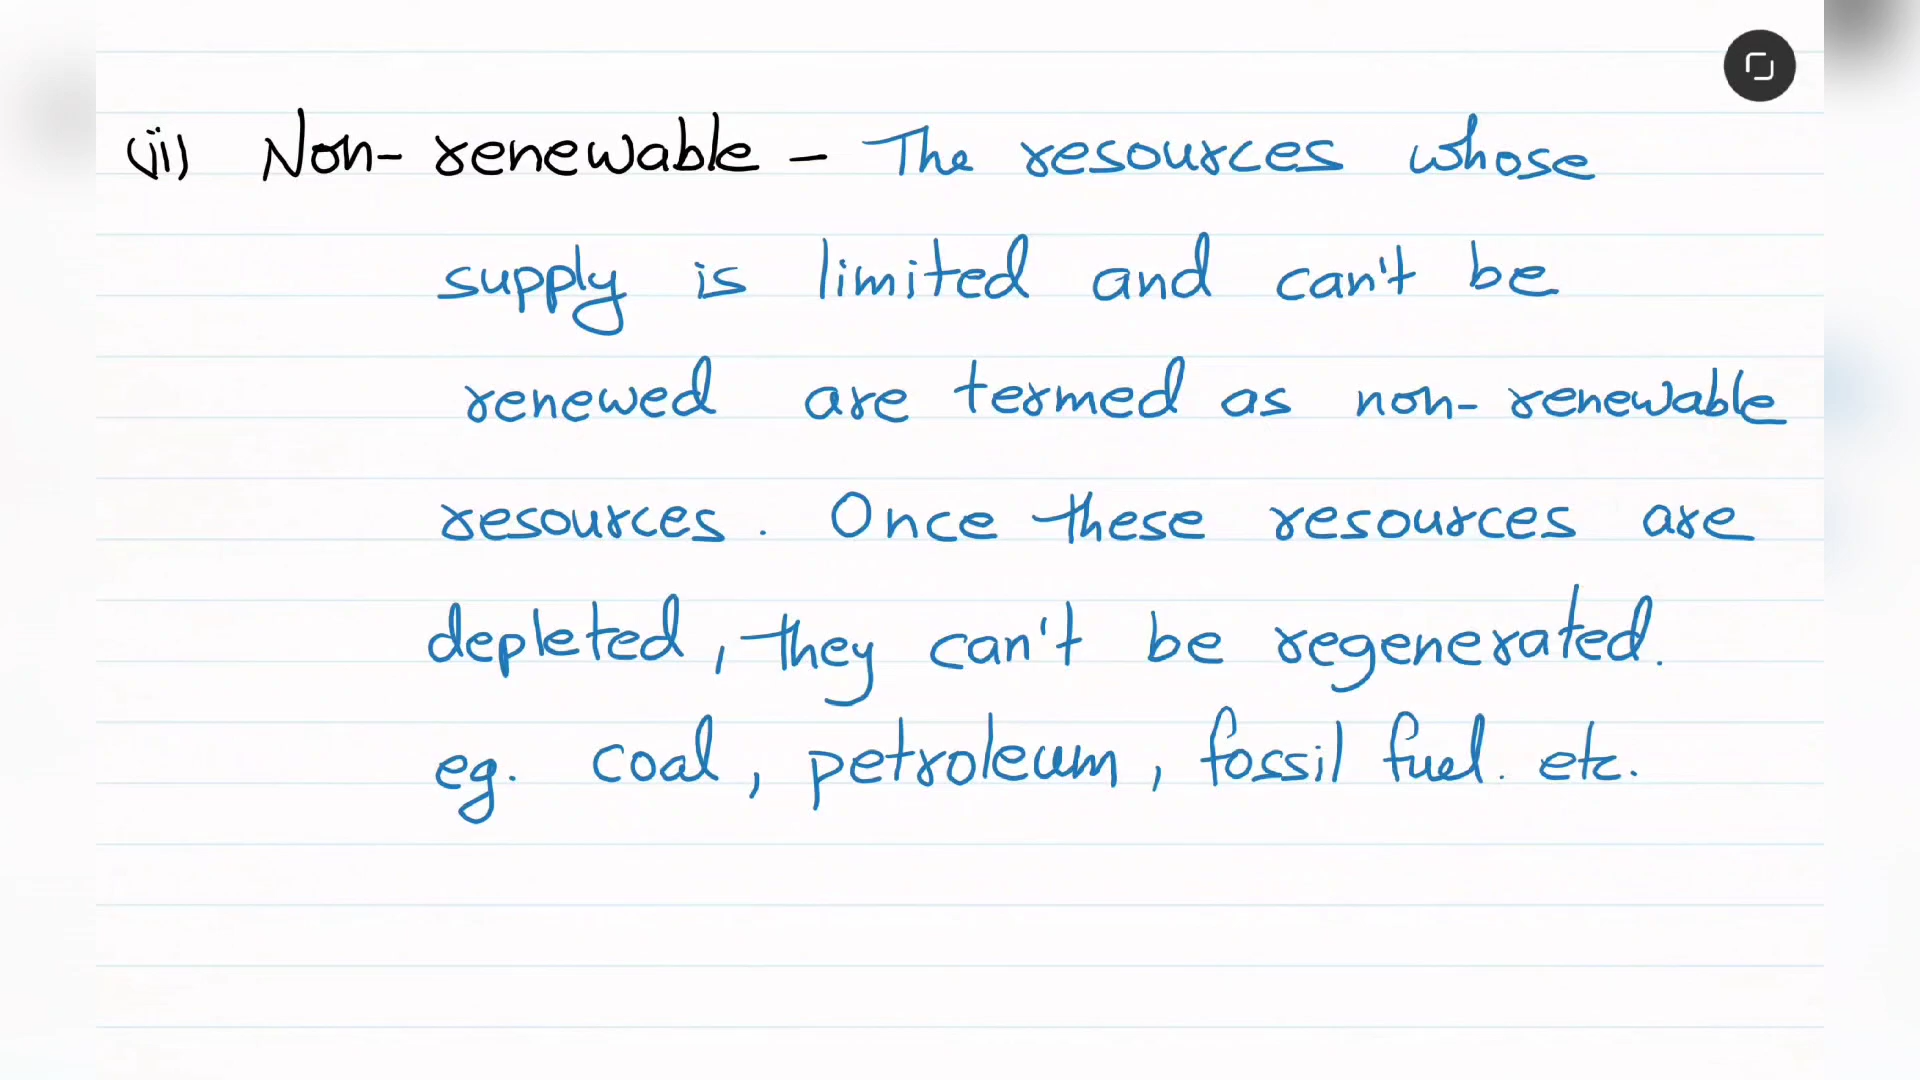 (ii) Non-renewable - The resources whose
supply is limited and can't be
renewed are termed as non-renewable
resources. Once these resources are
depleted, they can't be regenerated.
eg. coal, petroleum, fossil fuel. etc.